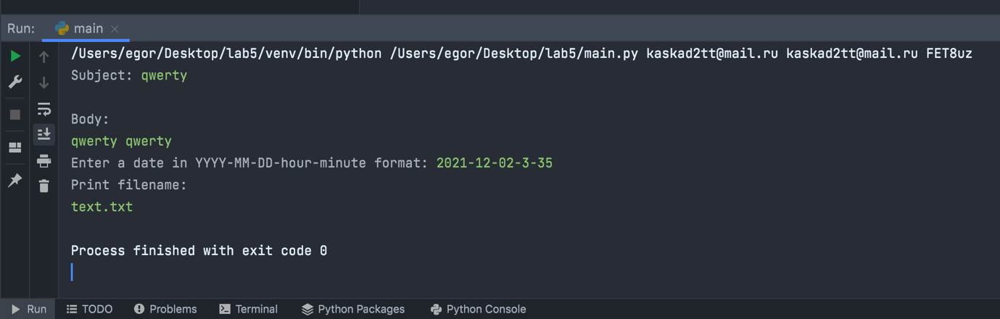 Run: main
/Users/egor/Desktop/lab5/venv/bin/python /Users/egor/Desktop/lab5/main.py kaskad2tt@mail.ru kaskad2tt@mail.ru FET8uz
Subject: qwerty
Body:
qwerty qwerty
Enter a date in YYYY-MM-DD-hour-minute format: 2021-12-02-3-35
Print filename:
text.txt
Process finished with exit code 0
Run TODO Problems Terminal Python Packages Python Console